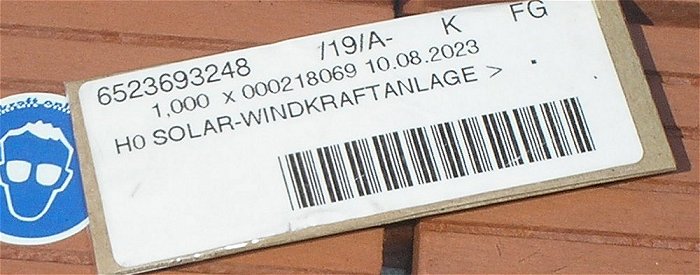 6523693248 /19/A- K FG
1,000 x 000218069 10.08.2023
H0 SOLAR-WINDKRAFTANLAGE > .